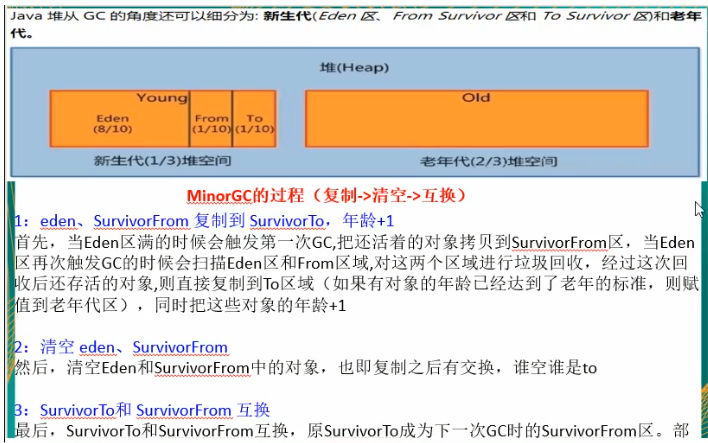 Java 堆从 GC 的角度还可以细分为: 新生代(Eden 区、From Survivor 区和 To Survivor 区)和老年
代。
堆(Heap)
Young
Old
Eden
(8/10)
From
(1/10)
To
(1/10)
新生代(1/3)堆空间
老年代(2/3)堆空间
MinorGC的过程（复制->清空->互换）
1：eden、SurvivorFrom 复制到 SurvivorTo，年龄+1
首先，当Eden区满的时候会触发第一次GC,把还活着的对象拷贝到SurvivorFrom区，当Eden
区再次触发GC的时候会扫描Eden区和From区域,对这两个区域进行垃圾回收，经过这次回
收后还存活的对象,则直接复制到To区域（如果有对象的年龄已经达到了老年的标准，则赋
值到老年代区），同时把这些对象的年龄+1
2：清空 eden、SurvivorFrom
然后，清空Eden和SurvivorFrom中的对象，也即复制之后有交换，谁空谁是to
3：SurvivorTo和 SurvivorFrom 互换
最后，SurvivorTo和SurvivorFrom互换，原SurvivorTo成为下一次GC时的SurvivorFrom区。部